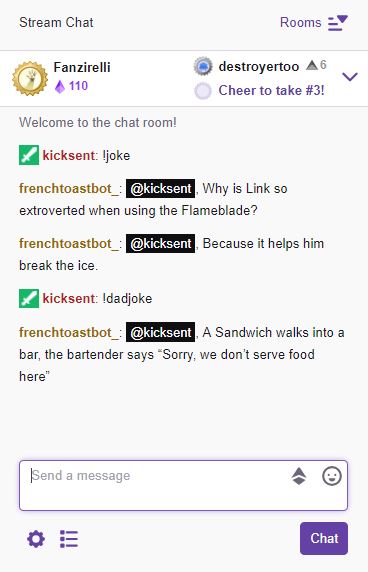 Stream Chat
Rooms
Fanzirelli
110
destroyertoo 6
Cheer to take #3!
Welcome to the chat room!
kicksent: !joke
frenchtoastbot_: @kicksent, Why is Link so
extroverted when using the Flameblade?
frenchtoastbot_: @kicksent, Because it helps him
break the ice.
kicksent: !dadjoke
frenchtoastbot_: @kicksent, A Sandwich walks into a
bar, the bartender says “Sorry, we don’t serve food
here”
Send a message
Chat